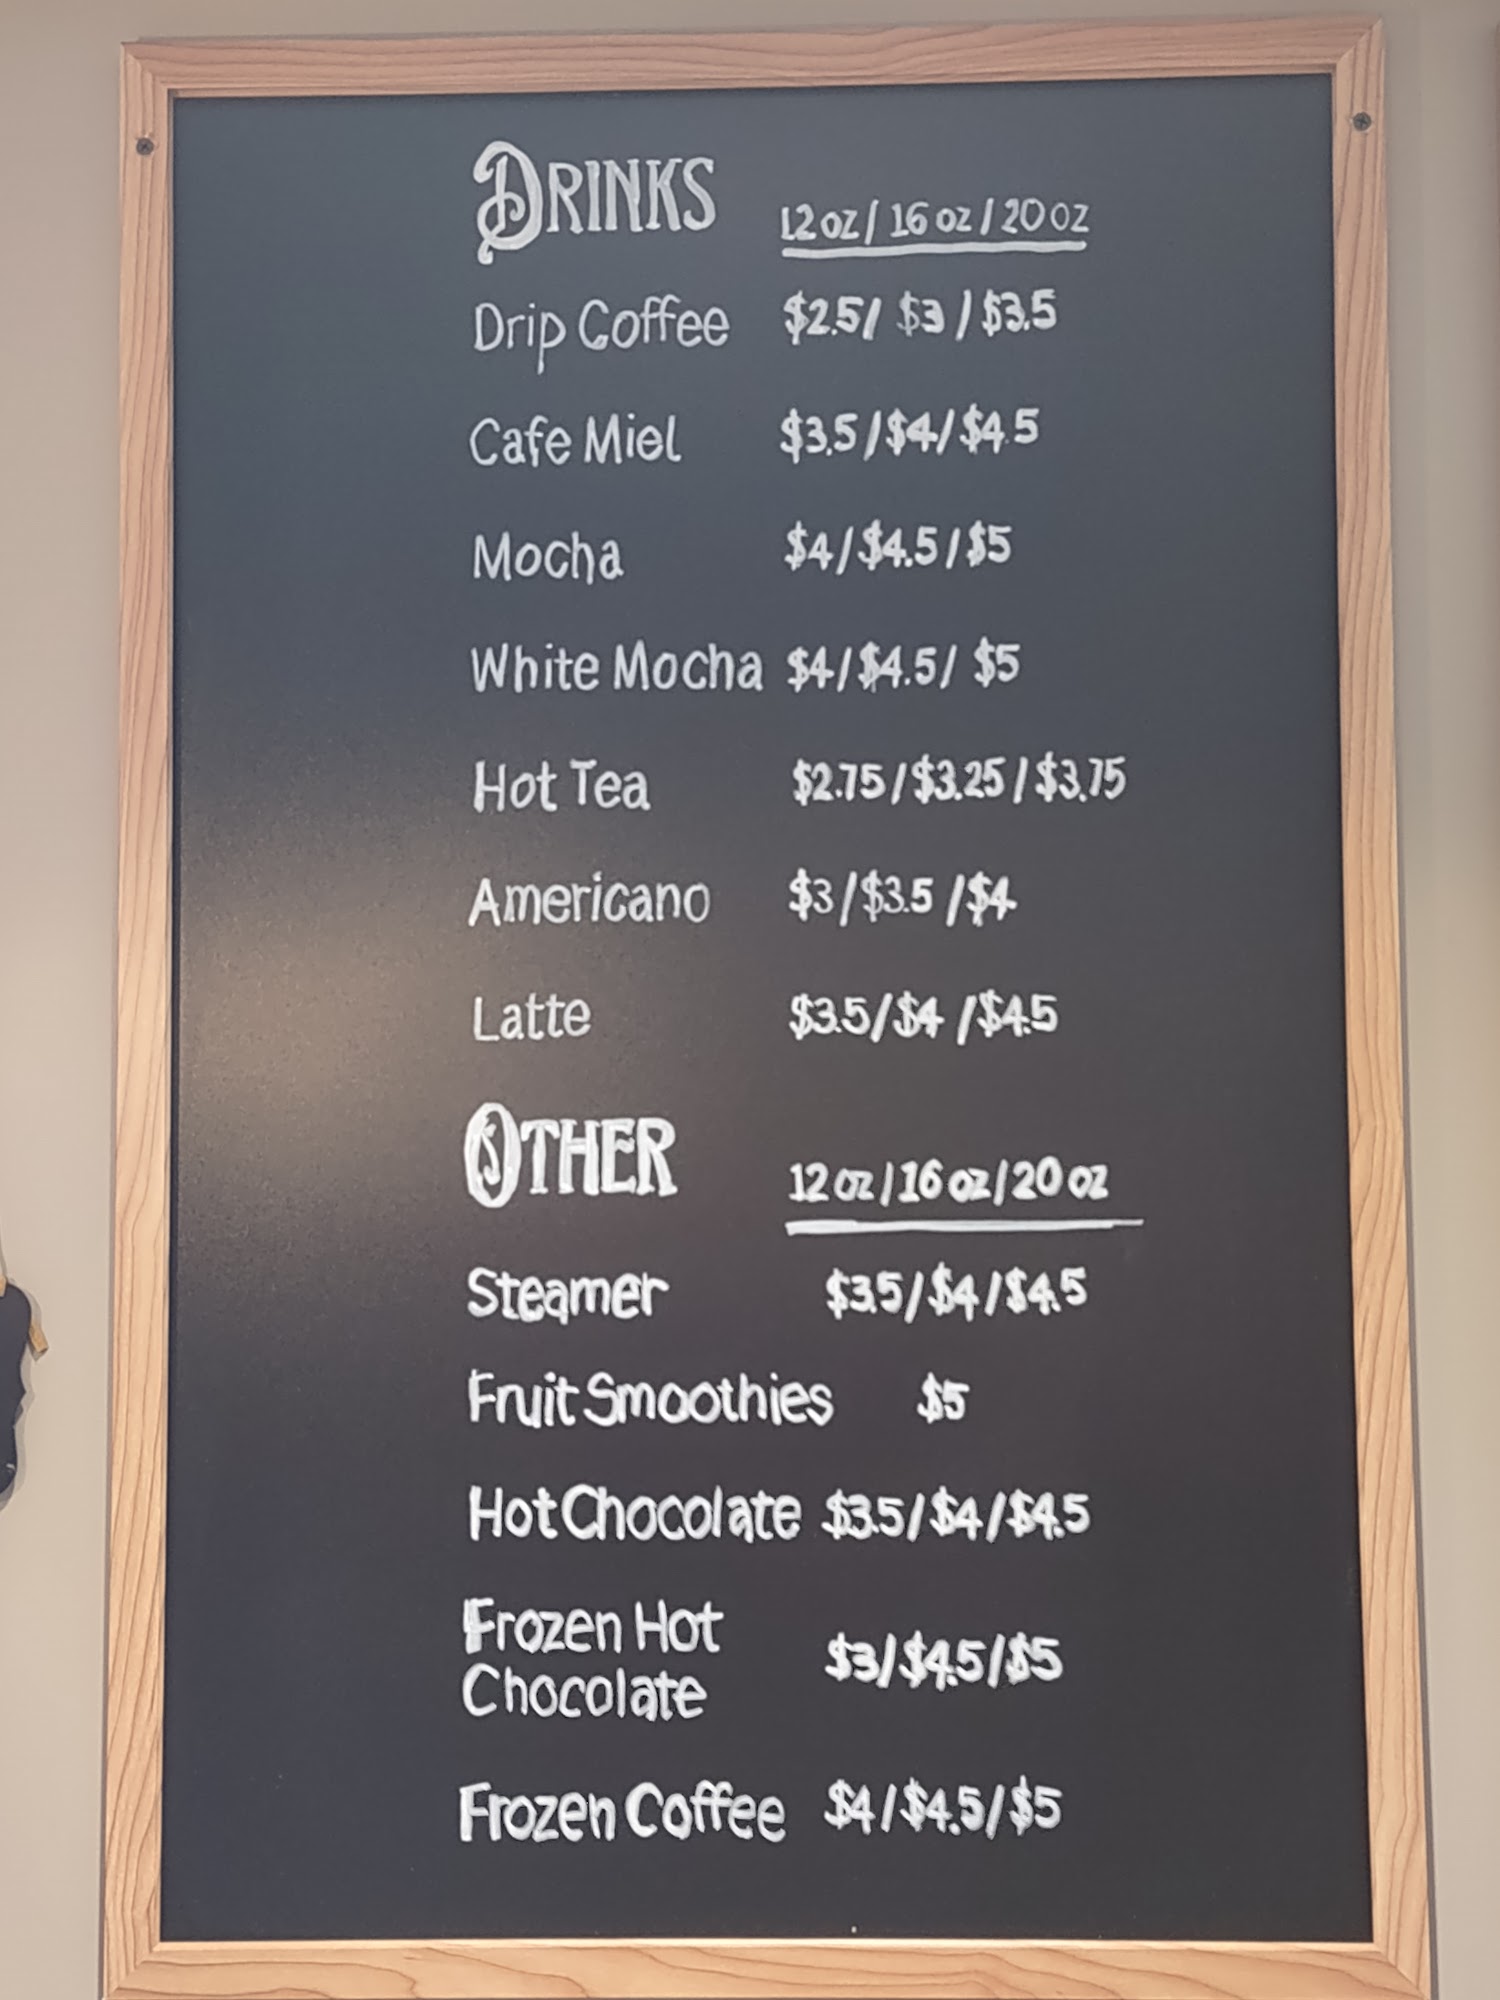 DRINKS 12 oz / 16 oz / 20 oz
Drip Coffee $2.5 / $3 / $3.5
Cafe Miel $3.5 / $4 / $4.5
Mocha $4 / $4.5 / $5
White Mocha $4 / $4.5 / $5
Hot Tea $2.75 / $3.25 / $3.75
Americano $3 / $3.5 / $4
Latte $3.5 / $4 / $4.5
OTHER 12 oz / 16 oz / 20 oz
Steamer $3.5 / $4 / $4.5
Fruit Smoothies $5
Hot Chocolate $3.5 / $4 / $4.5
Frozen Hot
Chocolate $3 / $4.5 / $5
Frozen Coffee $4 / $4.5 / $5